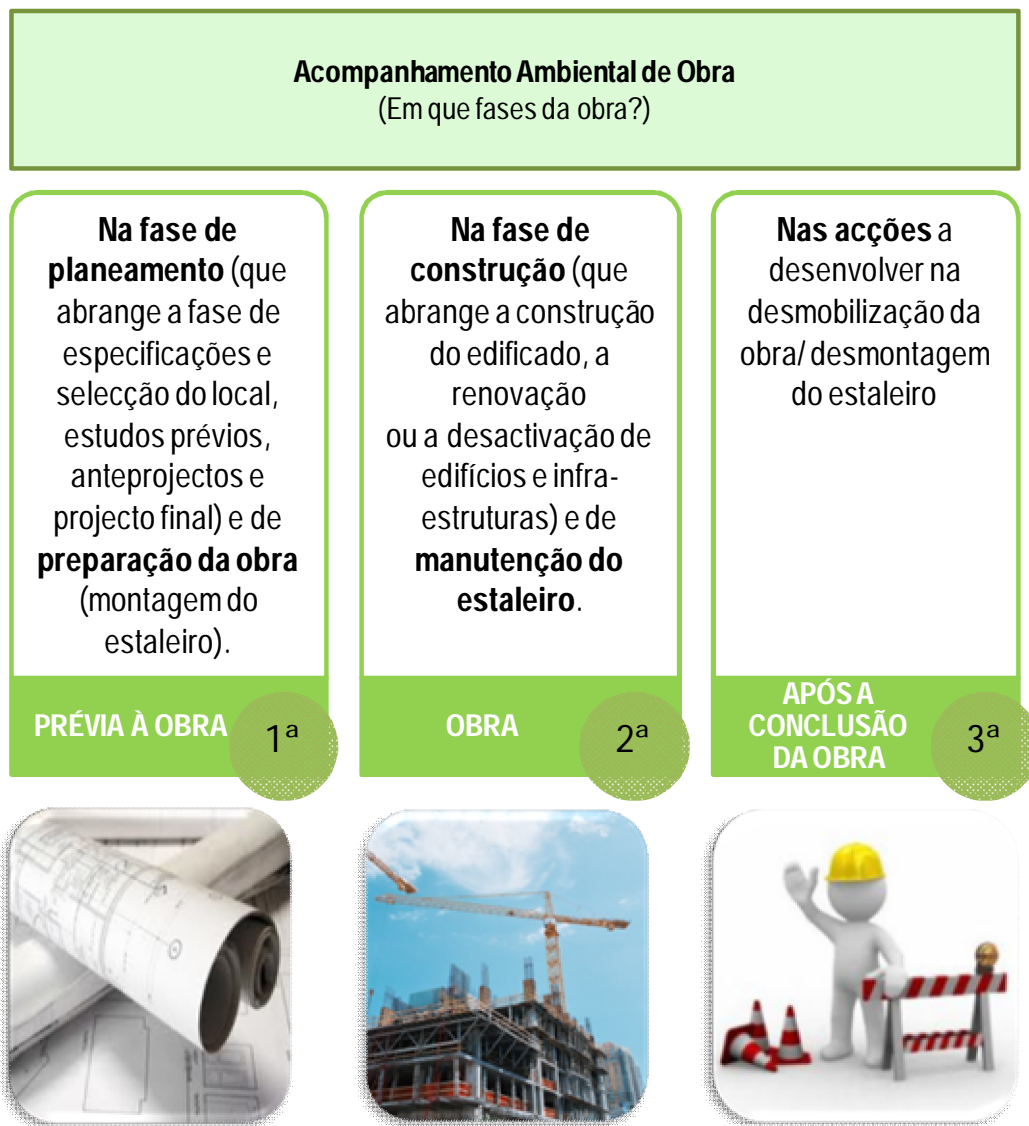 Acompanhamento Ambiental de Obra
(Em que fases da obra?)
Na fase de
planeamento (que
abrange a fase de
especificações e
selecção do local,
estudos prévios,
anteprojectos e
projecto final) e de
preparação da obra
(montagem do
estaleiro).
PRÉVIA À OBRA
1ª
Na fase de
construção (que
abrange a construção
do edificado, a
renovação
ou a desactivação de
edifícios e infra-
estruturas) e de
manutenção do
estaleiro.
OBRA
2ª
Nas acções a
desenvolver na
desmobilização da
obra/ desmontagem
do estaleiro
APÓS A
CONCLUSÃO
DA OBRA
3ª